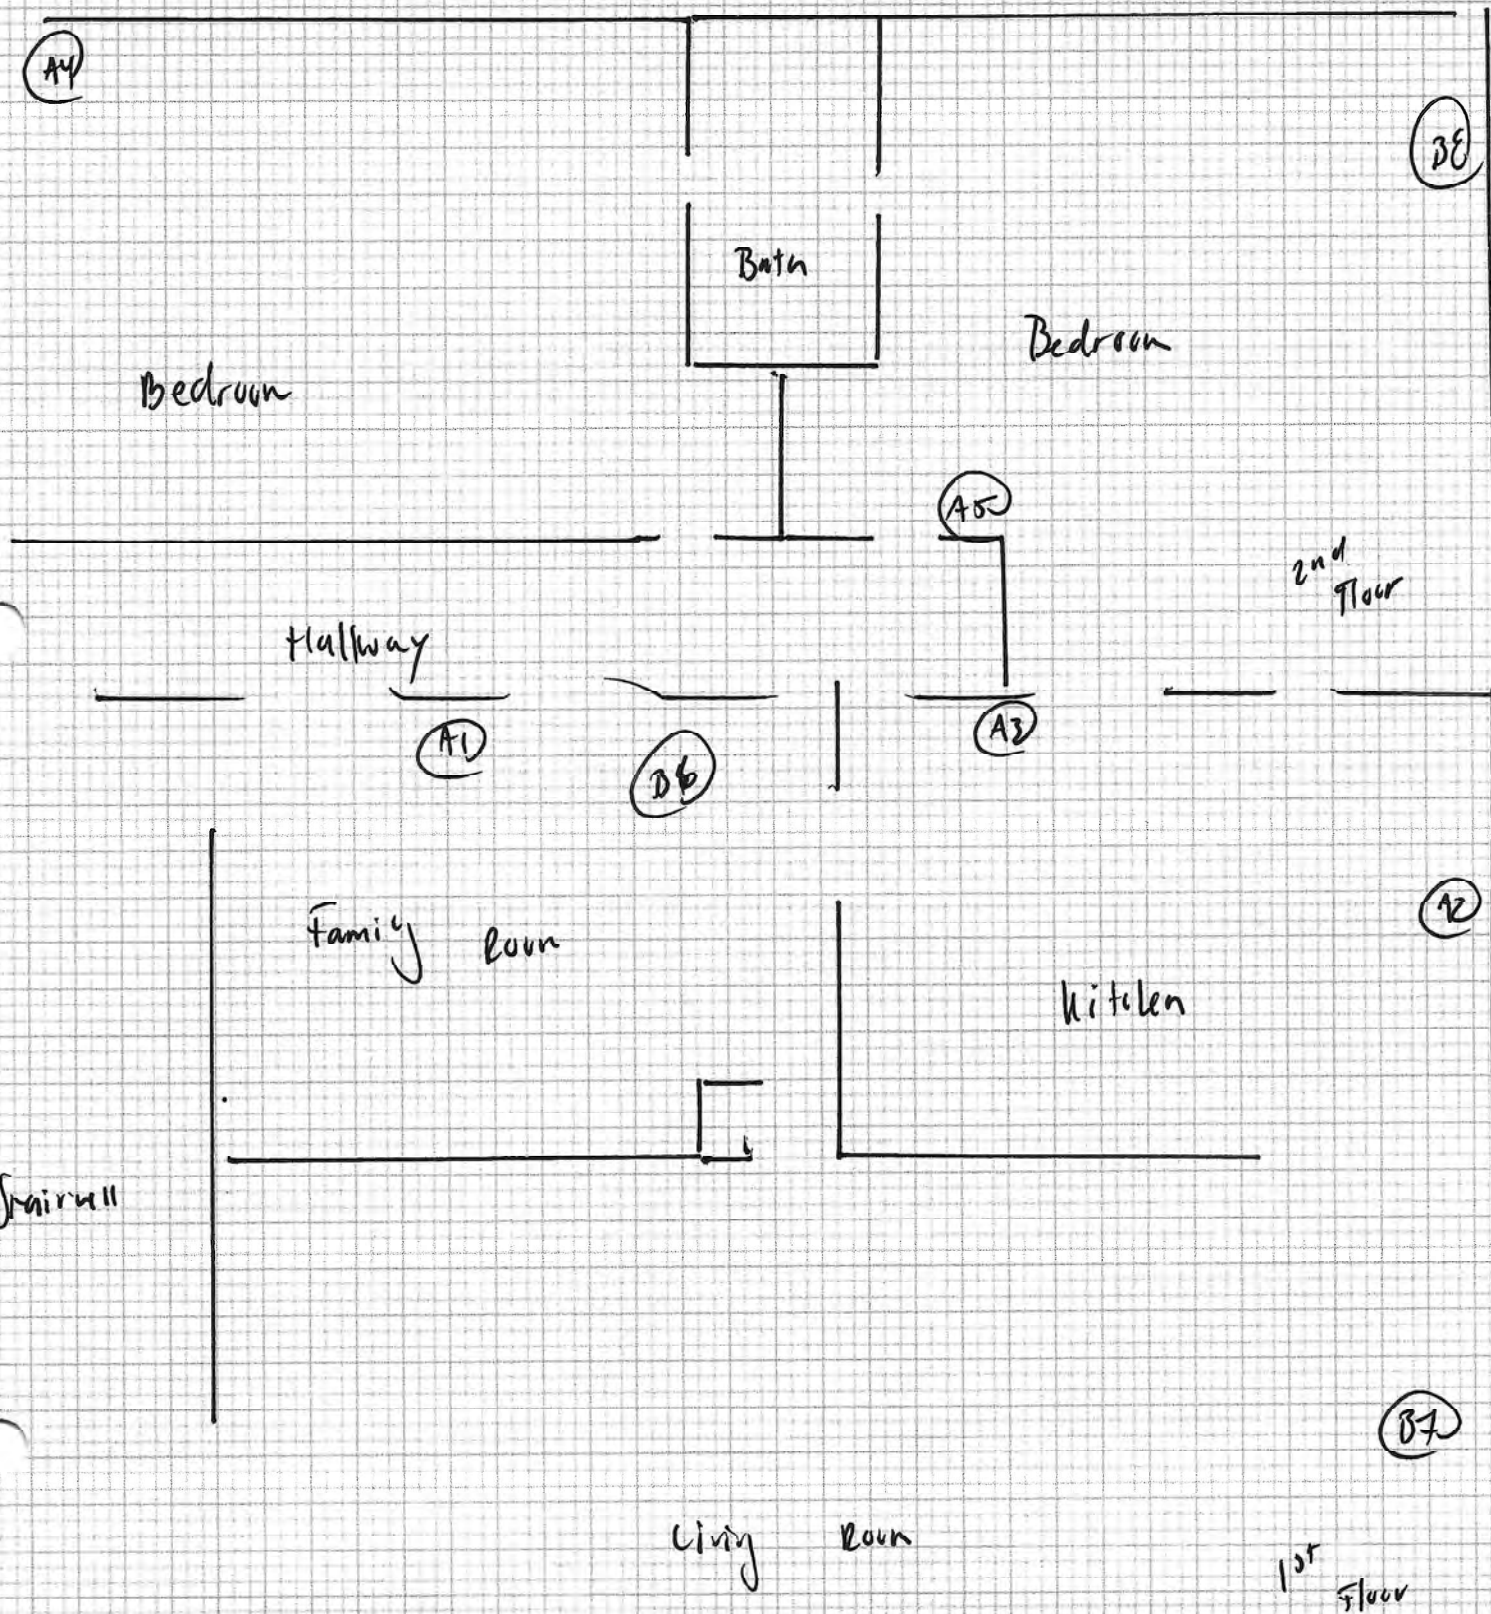 A4
B8
Bath
Bedroom
Bedroom
A5
2nd
Floor
Hallway
A1
B6
A3
A2
Family Room
Kitchen
Stairwell
B7
Living Room
1st
Floor